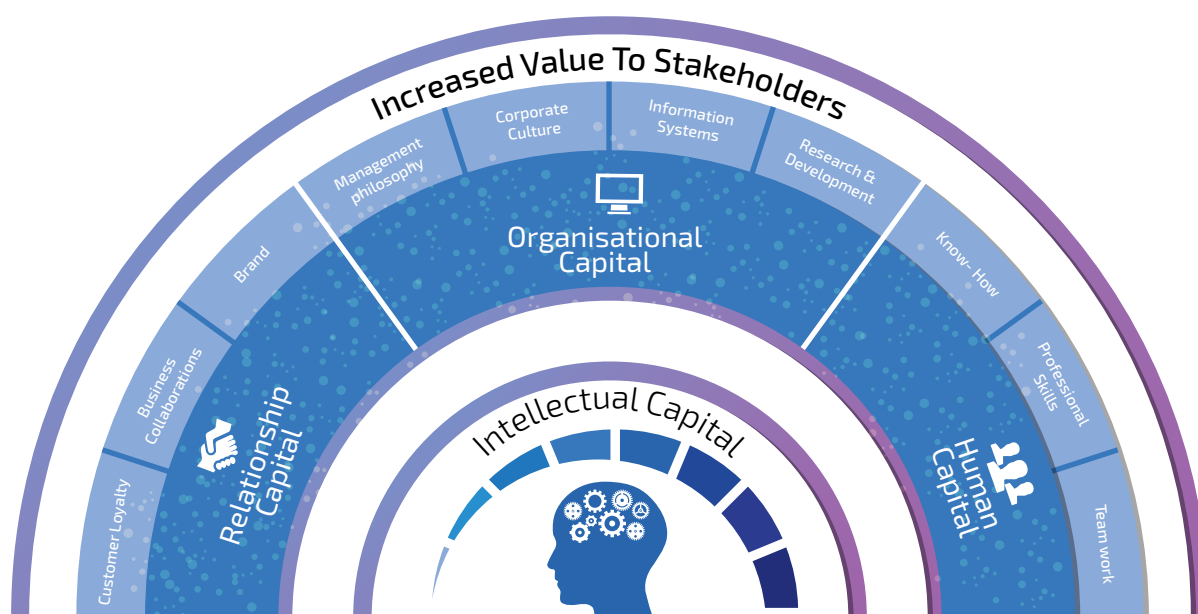 Increased Value To Stakeholders
Customer Loyalty
Business
Collaborations
Brand
Management
philosophy
Corporate
Culture
Information
Systems
Research &
Development
Know- How
Professional
Skills
Team work
Relationship
Capital
Organisational
Capital
Human
Capital
Intellectual Capital